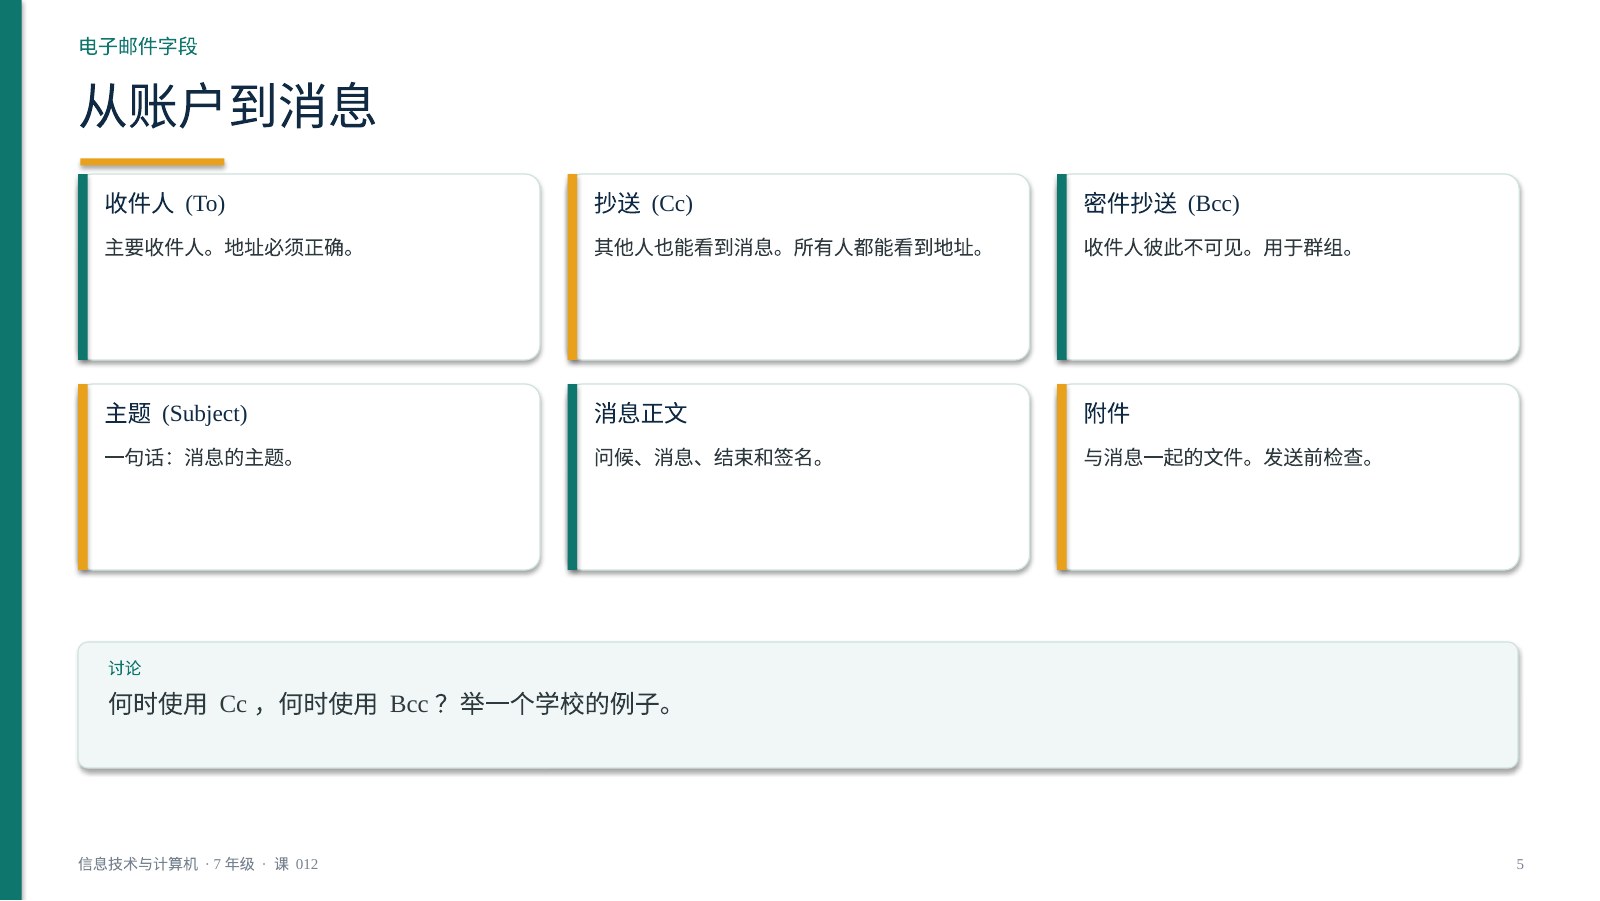 电子邮件字段
从账户到消息
收件人 (To)
主要收件人。地址必须正确。
抄送 (Cc)
其他人也能看到消息。所有人都能看到地址。
密件抄送 (Bcc)
收件人彼此不可见。用于群组。
主题 (Subject)
一句话：消息的主题。
消息正文
问候、消息、结束和签名。
附件
与消息一起的文件。发送前检查。
讨论
何时使用 Cc，何时使用 Bcc？举一个学校的例子。
信息技术与计算机 · 7 年级 · 课 012
5